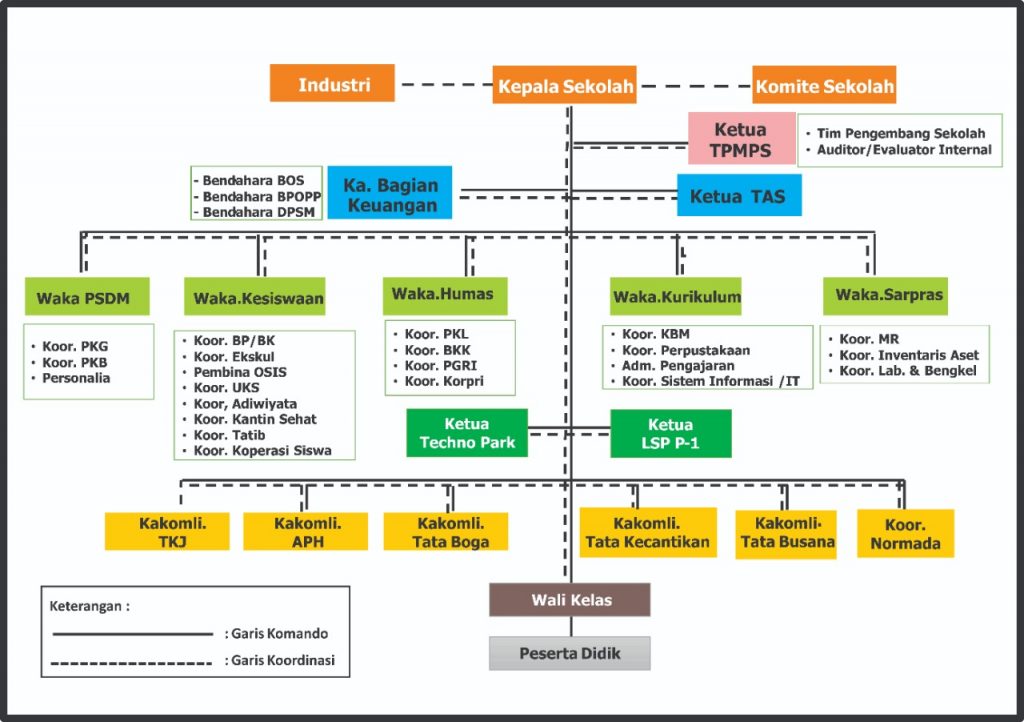 Industri
Kepala Sekolah
Komite Sekolah
Ketua
TPMPS
· Tim Pengembang Sekolah
· Auditor/Evaluator Internal
- Bendahara BOS
- Bendahara BPOPP
- Bendahara DPSM
Ka. Bagian
Keuangan
Ketua TAS
Waka PSDM
Waka.Kesiswaan
Waka.Humas
Waka.Kurikulum
Waka.Sarpras
· Koor. PKG
· Koor. PKB
· Personalia
· Koor. BP/BK
· Koor. Ekskul
· Pembina OSIS
· Koor. UKS
· Koor, Adiwiyata
· Koor. Kantin Sehat
· Koor. Tatib
· Koor. Koperasi Siswa
· Koor. PKL
· Koor. BKK
· Koor. PGRI
· Koor. Korpri
· Koor. KBM
· Koor. Perpustakaan
· Adm. Pengajaran
· Koor. Sistem Informasi /IT
· Koor. MR
· Koor. Inventaris Aset
· Koor. Lab. & Bengkel
Ketua
Techno Park
Ketua
LSP P-1
Kakomli.
TKJ
Kakomli.
APH
Kakomli.
Tata Boga
Kakomli.
Tata Kecantikan
Kakomli.
Tata Busana
Koor.
Normada
Wali Kelas
Peserta Didik
Keterangan :
: Garis Komando
: Garis Koordinasi